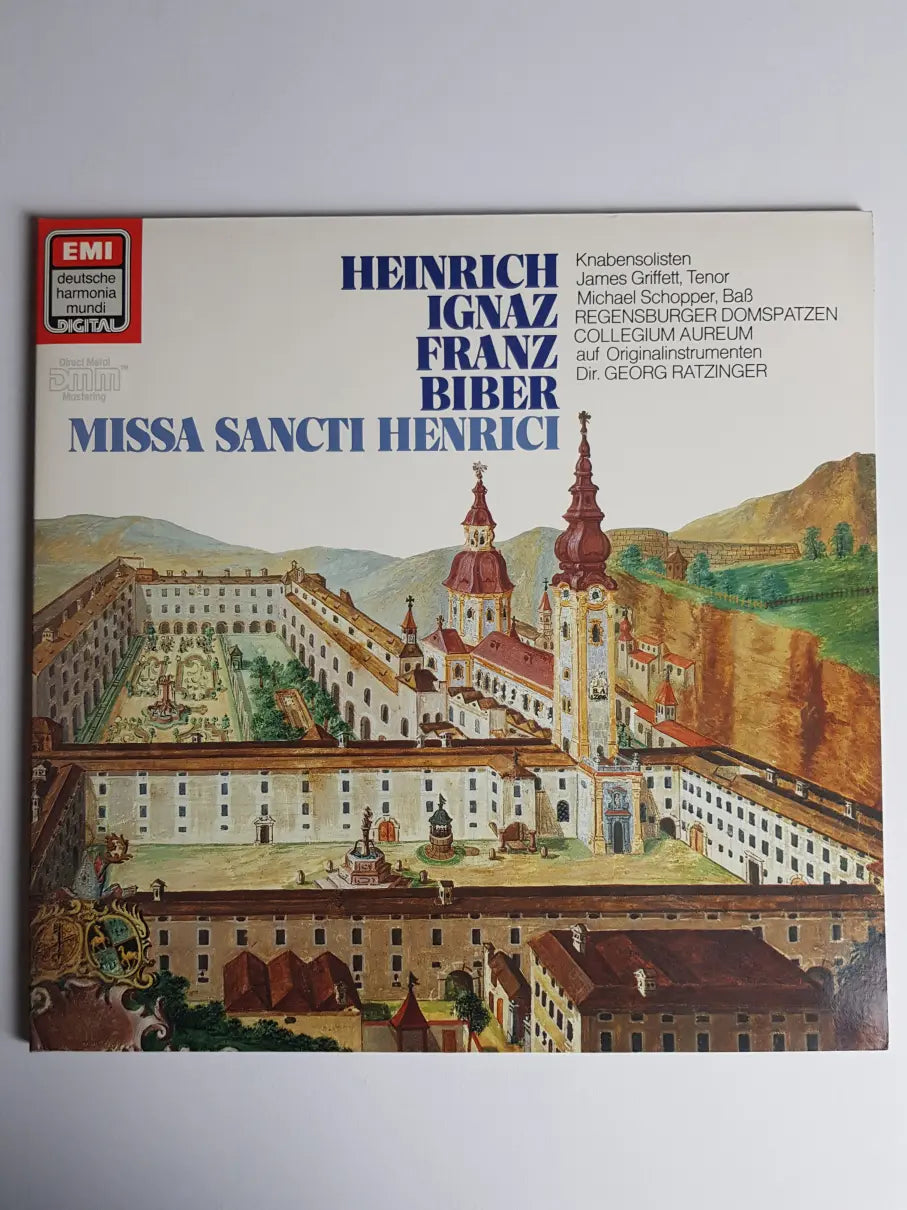 EMI
deutsche
harmonia
mundi
DIGITAL
Direct Metal
DMM™
Mastering
HEINRICH
IGNAZ
FRANZ
BIBER
MISSA SANCTI HENRICI
Knabensolisten
James Griffett, Tenor
Michael Schopper, Baß
REGENSBURGER DOMSPATZEN
COLLEGIUM AUREUM
auf Originalinstrumenten
Dir. GEORG RATZINGER